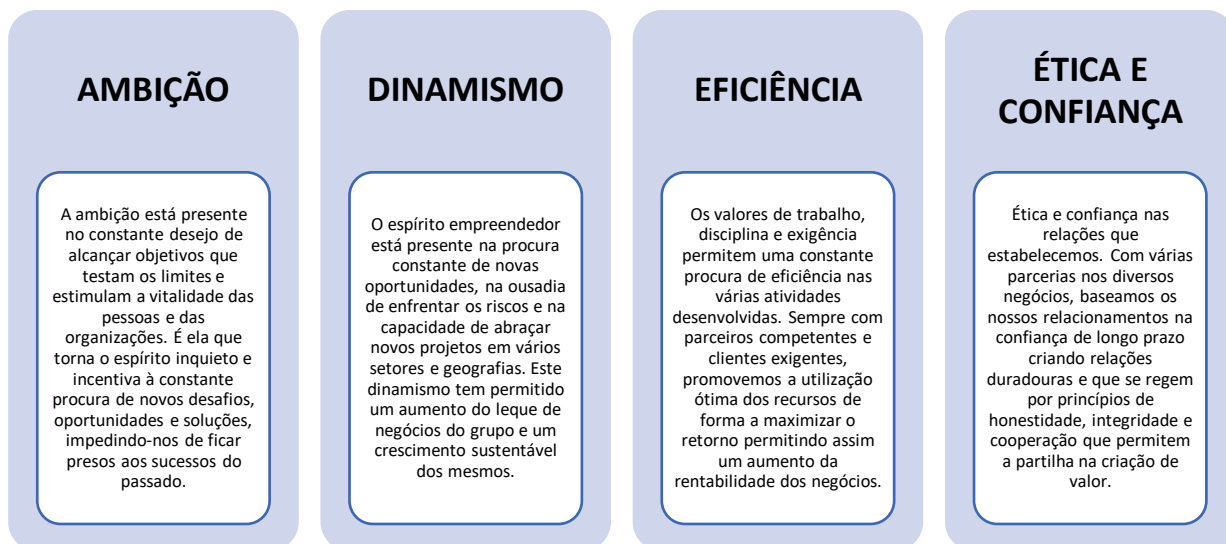 AMBIÇÃO
A ambição está presente
no constante desejo de
alcançar objetivos que
testam os limites e
estimulam a vitalidade das
pessoas e das
organizações. É ela que
torna o espírito inquieto e
incentiva à constante
procura de novos desafios,
oportunidades e soluções,
impedindo-nos de ficar
presos aos sucessos do
passado.
DINAMISMO
O espírito empreendedor
está presente na procura
constante de novas
oportunidades, na ousadia
de enfrentar os riscos e na
capacidade de abraçar
novos projetos em vários
setores e geografias. Este
dinamismo tem permitido
um aumento do leque de
negócios do grupo e um
crescimento sustentável
dos mesmos.
EFICIÊNCIA
Os valores de trabalho,
disciplina e exigência
permitem uma constante
procura de eficiência nas
várias atividades
desenvolvidas. Sempre com
parceiros competentes e
clientes exigentes,
promovemos a utilização
ótima dos recursos de
forma a maximizar o
retorno permitindo assim
um aumento da
rentabilidade dos negócios.
ÉTICA E
CONFIANÇA
Ética e confiança nas
relações que
estabelecemos. Com várias
parcerias nos diversos
negócios, baseamos os
nossos relacionamentos na
confiança de longo prazo
criando relações
duradouras e que se regem
por princípios de
honestidade, integridade e
cooperação que permitem
a partilha na criação de
valor.